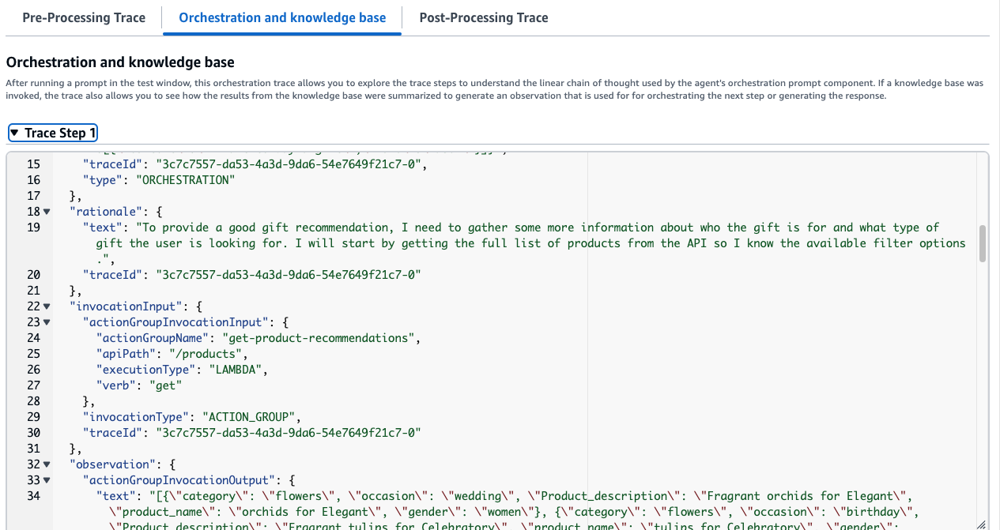 Pre-Processing Trace
Orchestration and knowledge base
Post-Processing Trace
Orchestration and knowledge base
After running a prompt in the test window, this orchestration trace allows you to explore the trace steps to understand the linear chain of thought used by the agent's orchestration prompt component. If a knowledge base was
invoked, the trace also allows you to see how the results from the knowledge base were summarized to generate an observation that is used for for orchestrating the next step or generating the response.
▼ Trace Step 1
15 "traceId": "3c7c7557-da53-4a3d-9da6-54e7649f21c7-0",
16 "type": "ORCHESTRATION"
17 },
18 "rationale": {
19 "text": "To provide a good gift recommendation, I need to gather some more information about who the gift is for and what type of
gift the user is looking for. I will start by getting the full list of products from the API so I know the available filter options
.",
20 "traceId": "3c7c7557-da53-4a3d-9da6-54e7649f21c7-0"
21 },
22 "invocationInput": {
23 "actionGroupInvocationInput": {
24 "actionGroupName": "get-product-recommendations",
25 "apiPath": "/products",
26 "executionType": "LAMBDA",
27 "verb": "get"
28 },
29 "invocationType": "ACTION_GROUP",
30 "traceId": "3c7c7557-da53-4a3d-9da6-54e7649f21c7-0"
31 },
32 "observation": {
33 "actionGroupInvocationOutput": {
34 "text": "[{\"category\": \"flowers\", \"occasion\": \"wedding\", \"Product_description\": \"Fragrant orchids for Elegant\",
\"product_name\": \"orchids for Elegant\", \"gender\": \"women\"}, {\"category\": \"flowers\", \"occasion\": \"birthday\",
\"Product_description\": \"Fragrant tulips for Celebratory\", \"product_name\": \"tulips for Celebratory\", \"gender\":